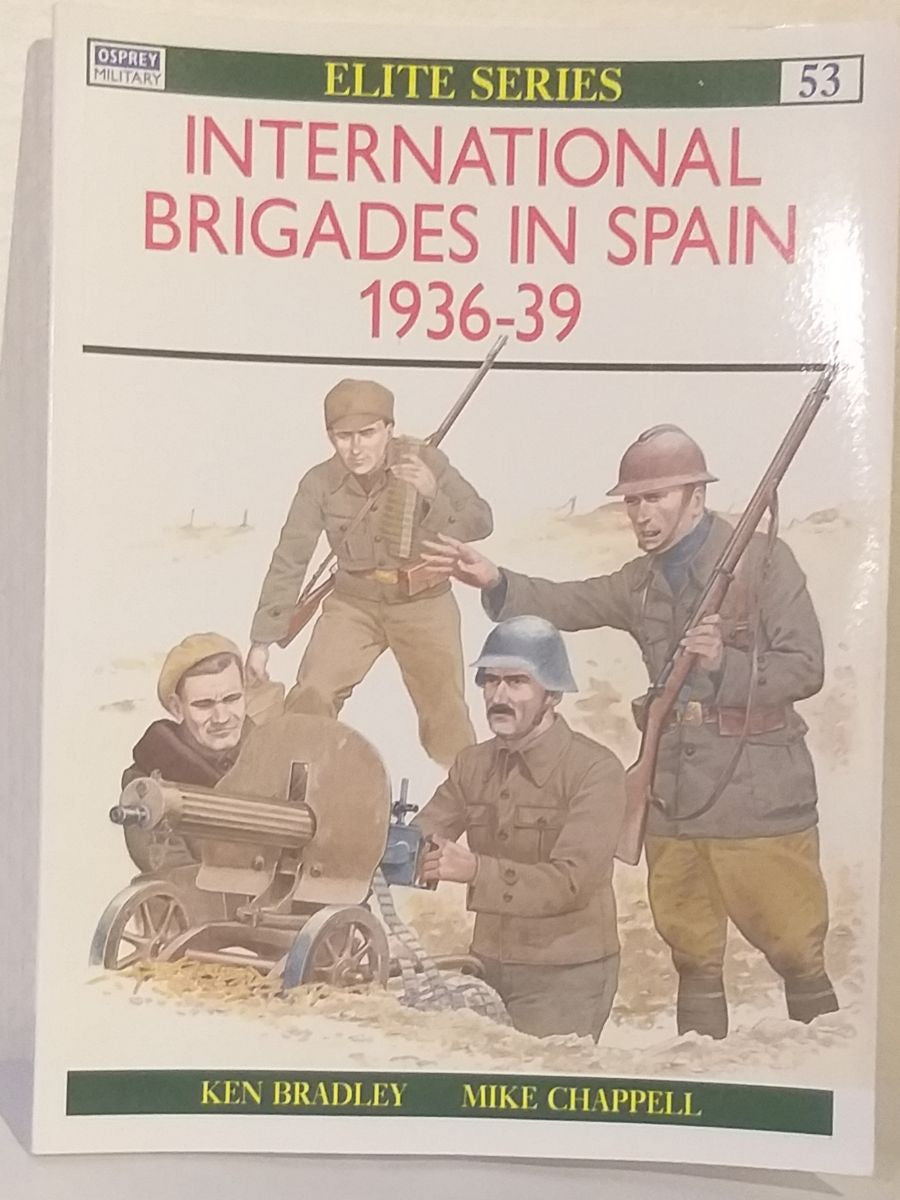 OSPREY
MILITARY
ELITE SERIES
53
INTERNATIONAL
BRIGADES IN SPAIN
1936-39
KEN BRADLEY MIKE CHAPPELL